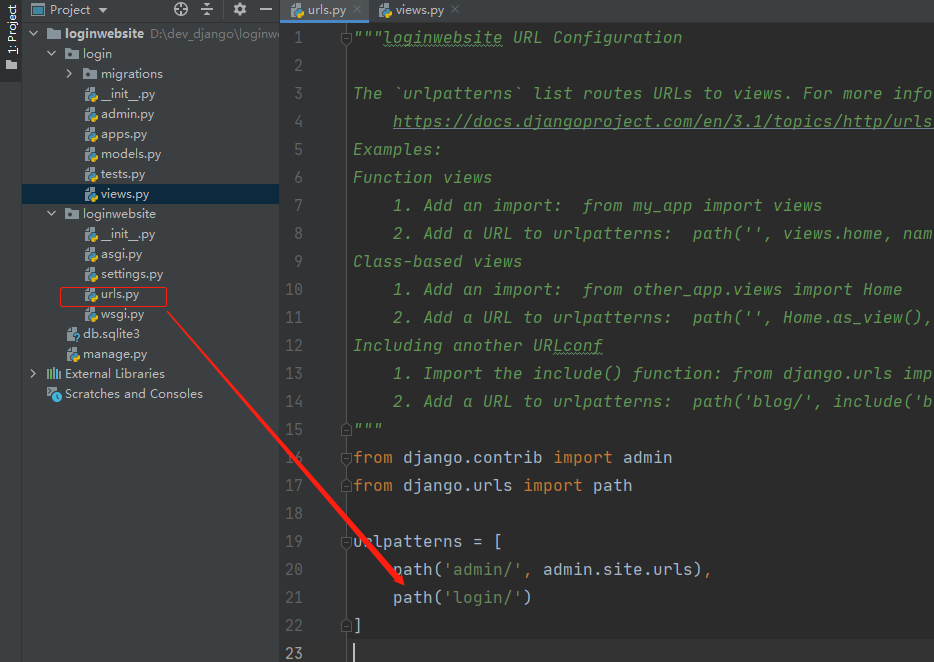 1: Project
Project
loginwebsite D:\dev_django\loginw
login
migrations
__init__.py
admin.py
apps.py
models.py
tests.py
views.py
loginwebsite
__init__.py
asgi.py
settings.py
urls.py
wsgi.py
db.sqlite3
manage.py
External Libraries
Scratches and Consoles
urls.py
views.py
1 """loginwebsite URL Configuration
2
3 The `urlpatterns` list routes URLs to views. For more info
4 https://docs.djangoproject.com/en/3.1/topics/http/urls
5 Examples:
6 Function views
7 1. Add an import:  from my_app import views
8 2. Add a URL to urlpatterns:  path('', views.home, nam
9 Class-based views
10 1. Add an import:  from other_app.views import Home
11 2. Add a URL to urlpatterns:  path('', Home.as_view(),
12 Including another URLconf
13 1. Import the include() function: from django.urls imp
14 2. Add a URL to urlpatterns:  path('blog/', include('b
15 """
16 from django.contrib import admin
17 from django.urls import path
18
19 urlpatterns = [
20 path('admin/', admin.site.urls),
21 path('login/')
22 ]
23